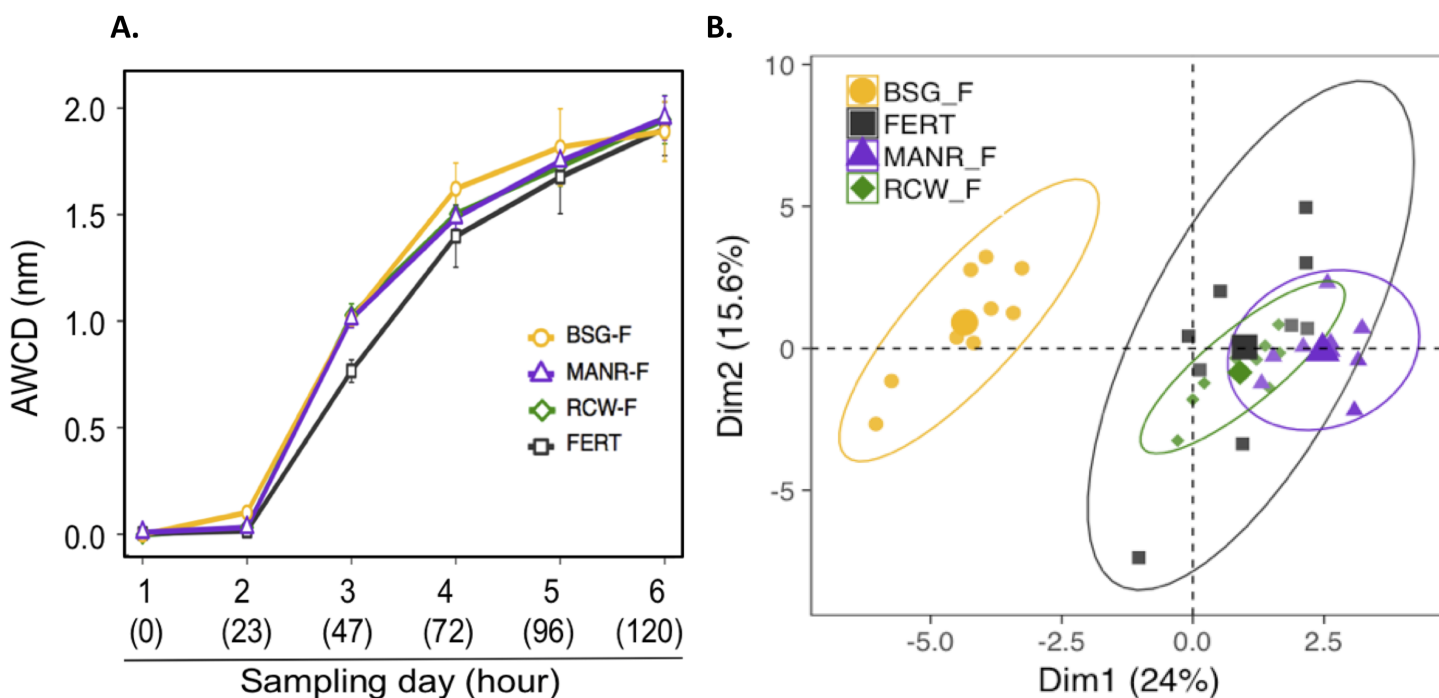 A.
AWCD (nm)
2.0
1.5
1.0
0.5
0.0
BSG-F
MANR-F
RCW-F
FERT
1 2 3 4 5 6
(0) (23) (47) (72) (96) (120)
Sampling day (hour)
B.
Dim2 (15.6%)
10
5
0
-5
BSG_F
FERT
MANR_F
RCW_F
-5.0 -2.5 0.0 2.5
Dim1 (24%)